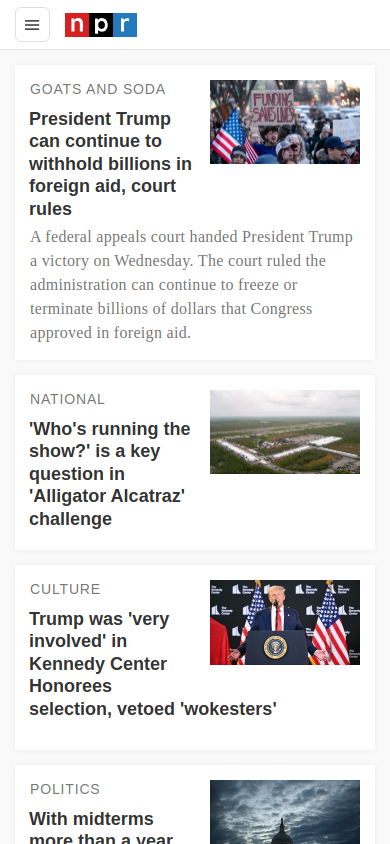 npr
GOATS AND SODA
President Trump
can continue to
withhold billions in
foreign aid, court
rules
FUNDING
SAVES LIVES
A federal appeals court handed President Trump
a victory on Wednesday. The court ruled the
administration can continue to freeze or
terminate billions of dollars that Congress
approved in foreign aid.
NATIONAL
'Who's running the
show?' is a key
question in
'Alligator Alcatraz'
challenge
CULTURE
Trump was 'very
involved' in
Kennedy Center
Honorees
selection, vetoed 'wokesters'
POLITICS
With midterms
more than a year